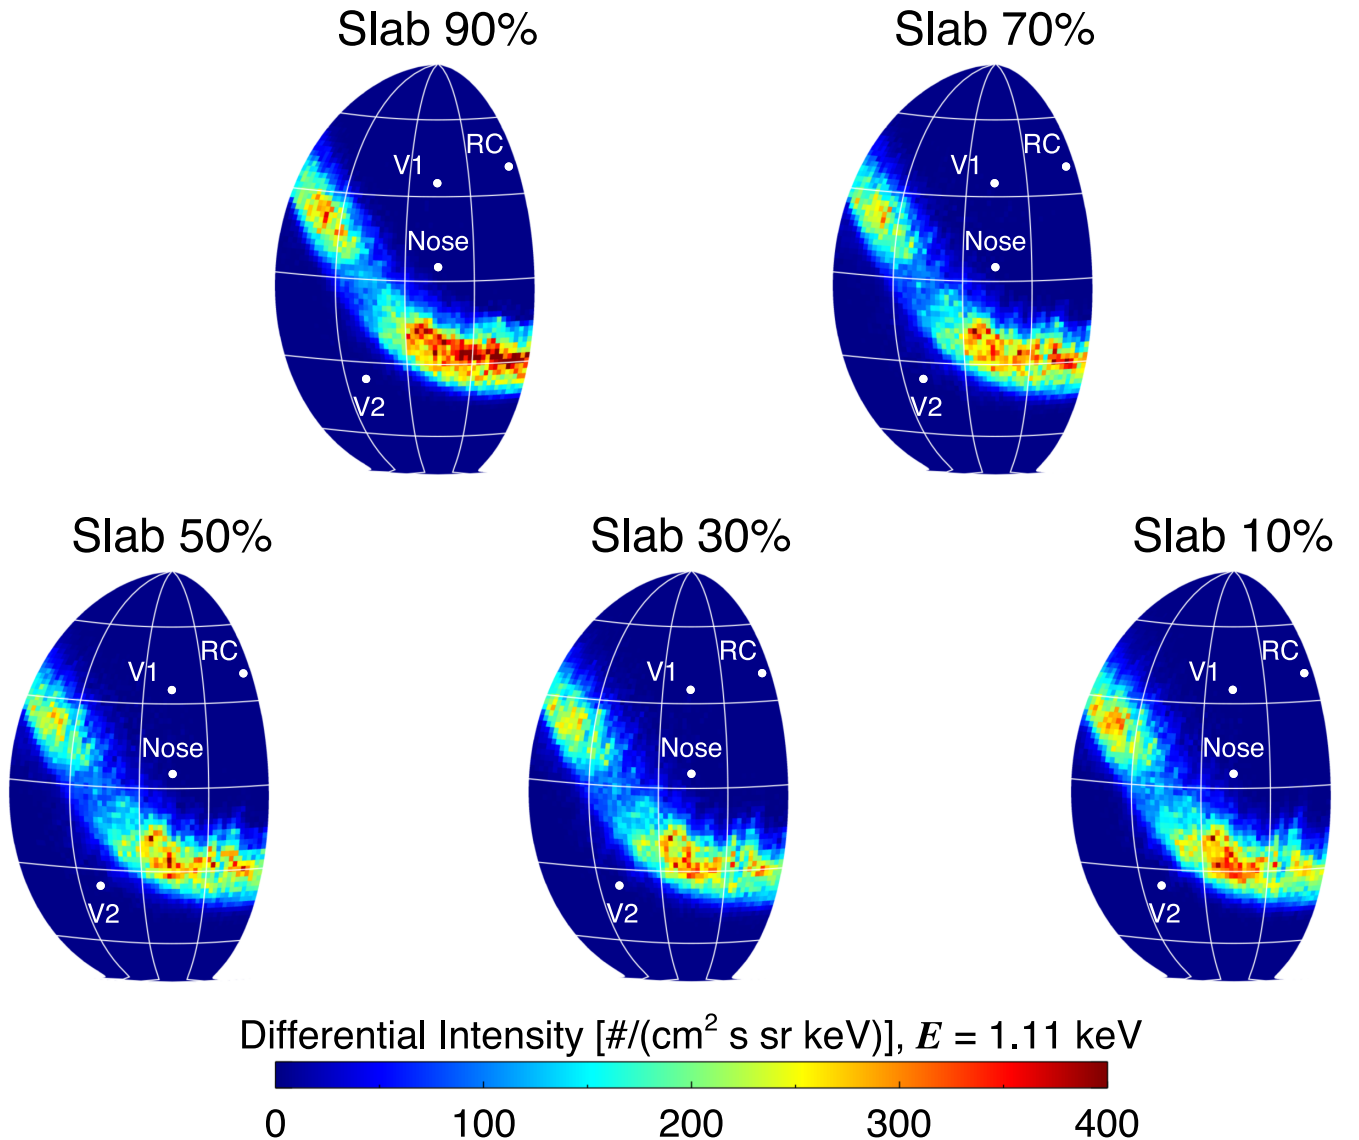 Slab 90%
Slab 70%
RC
V1
Nose
V2
RC
V1
Nose
V2
Slab 50%
Slab 30%
Slab 10%
RC
V1
Nose
V2
RC
V1
Nose
V2
RC
V1
Nose
V2
Differential Intensity [#/(cm² s sr keV)], E = 1.11 keV
0 100 200 300 400